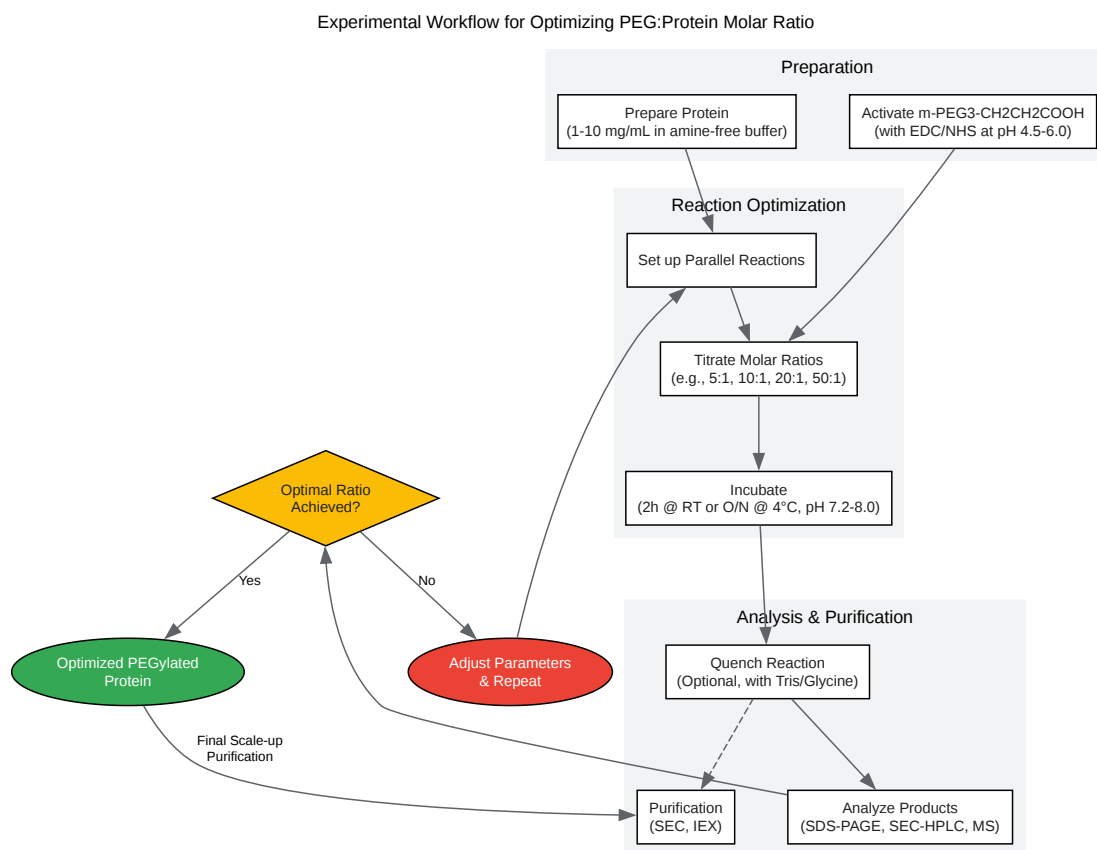 Experimental Workflow for Optimizing PEG:Protein Molar Ratio
Preparation
Prepare Protein
(1-10 mg/mL in amine-free buffer)
Activate m-PEG3-CH2CH2COOH
(with EDC/NHS at pH 4.5-6.0)
Reaction Optimization
Set up Parallel Reactions
Titrate Molar Ratios
(e.g., 5:1, 10:1, 20:1, 50:1)
Incubate
(2h @ RT or O/N @ 4°C, pH 7.2-8.0)
Optimal Ratio
Achieved?
Yes
No
Optimized PEGylated
Protein
Adjust Parameters
& Repeat
Analysis & Purification
Quench Reaction
(Optional, with Tris/Glycine)
Final Scale-up
Purification
Purification
(SEC, IEX)
Analyze Products
(SDS-PAGE, SEC-HPLC, MS)